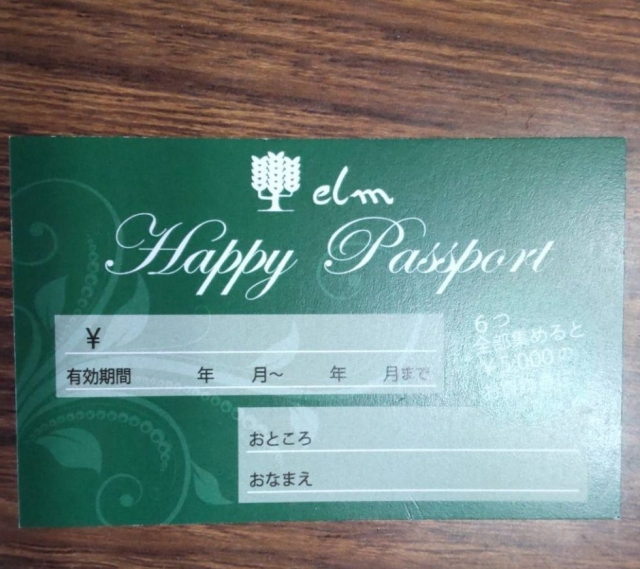 elm
Happy Passport
¥
有効期間 年 月〜 年 月まで
6つ
全部集めると
おところ
おなまえ